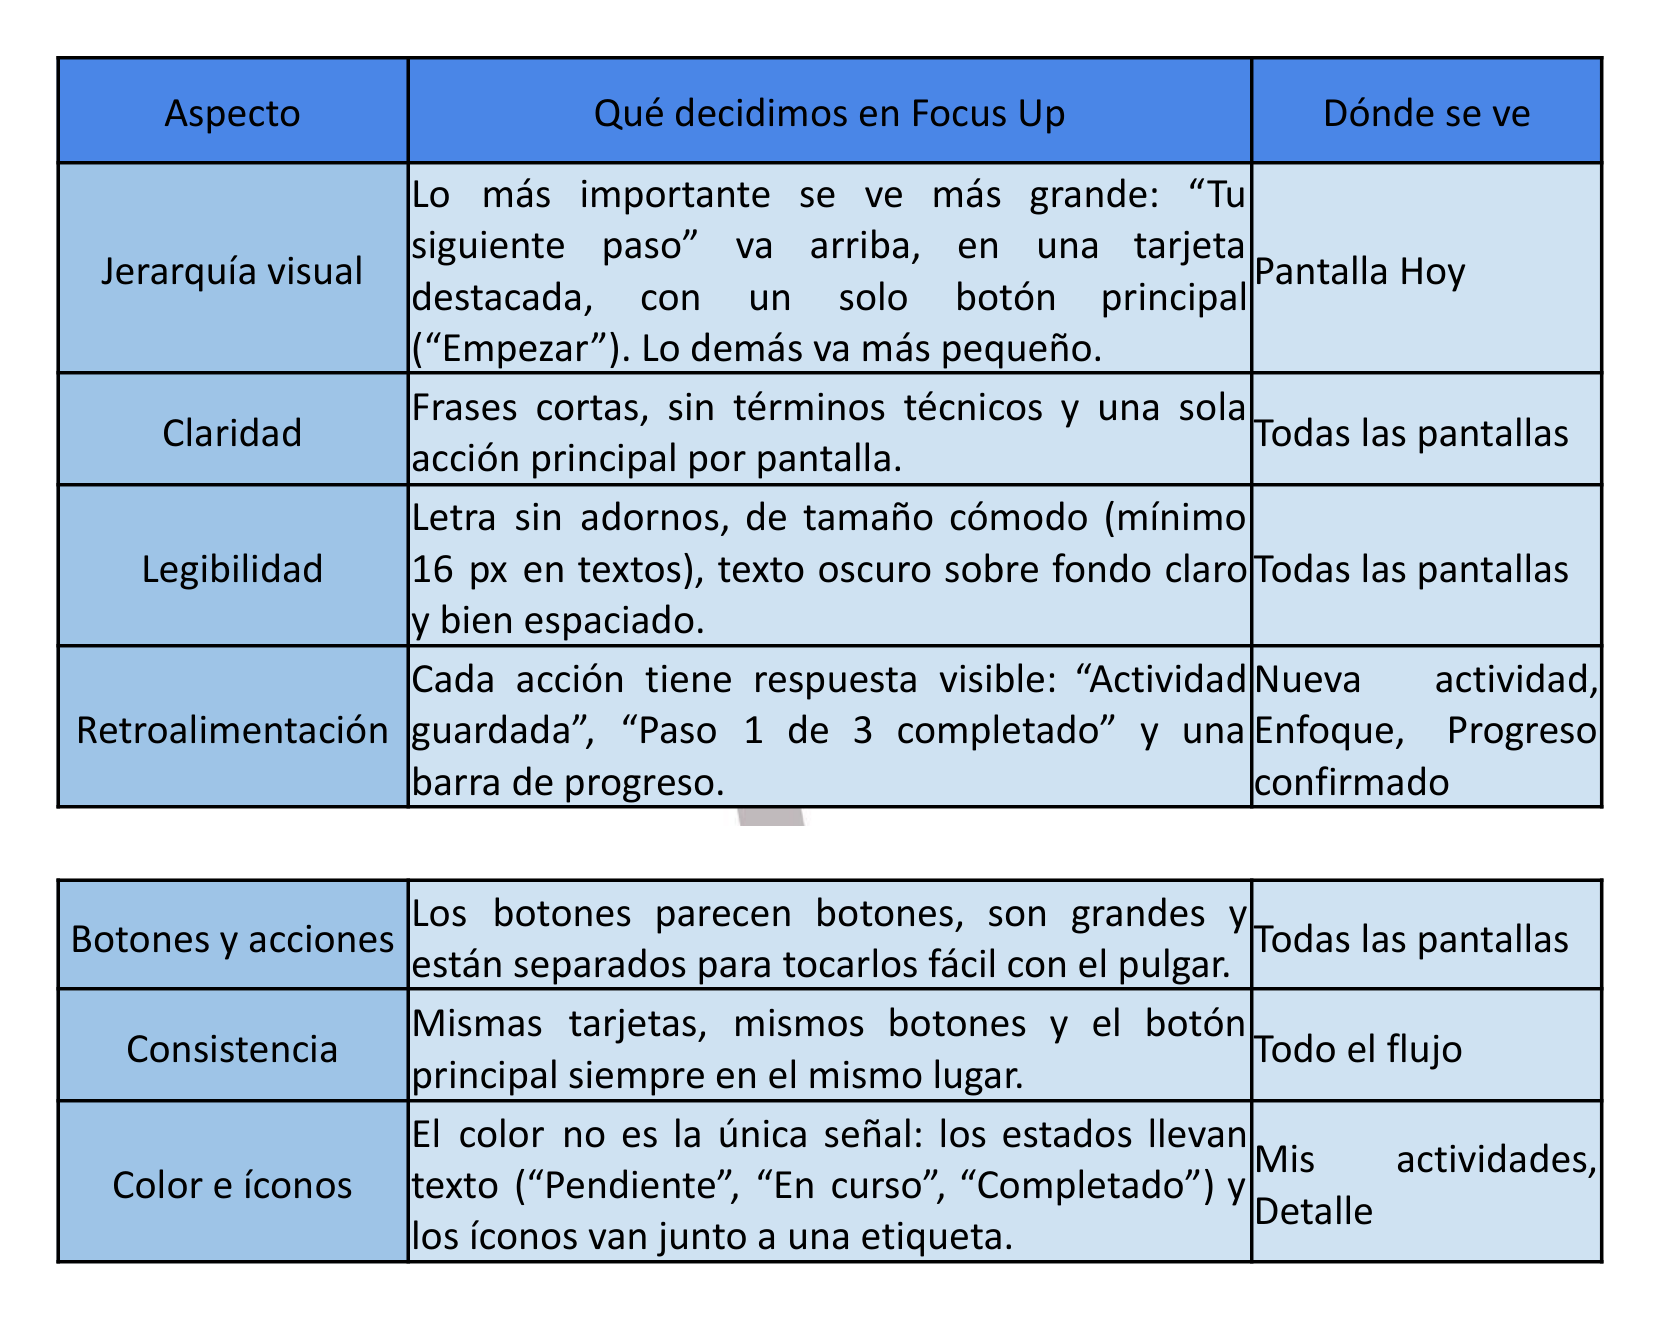 Aspecto
Qué decidimos en Focus Up
Dónde se ve
Jerarquía visual
Lo más importante se ve más grande: “Tu
siguiente paso” va arriba, en una tarjeta
destacada, con un solo botón principal
(“Empezar”). Lo demás va más pequeño.
Pantalla Hoy
Claridad
Frases cortas, sin términos técnicos y una sola
acción principal por pantalla.
Todas las pantallas
Legibilidad
Letra sin adornos, de tamaño cómodo (mínimo
16 px en textos), texto oscuro sobre fondo claro
y bien espaciado.
Todas las pantallas
Retroalimentación
Cada acción tiene respuesta visible: “Actividad
guardada”, “Paso 1 de 3 completado” y una
barra de progreso.
Nueva actividad,
Enfoque, Progreso
confirmado
Botones y acciones
Los botones parecen botones, son grandes y
están separados para tocarlos fácil con el pulgar.
Todas las pantallas
Consistencia
Mismas tarjetas, mismos botones y el botón
principal siempre en el mismo lugar.
Todo el flujo
Color e íconos
El color no es la única señal: los estados llevan
texto (“Pendiente”, “En curso”, “Completado”) y
los íconos van junto a una etiqueta.
Mis actividades,
Detalle